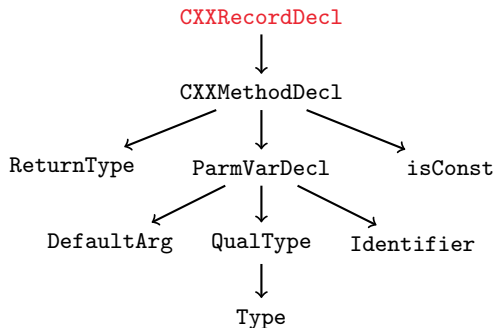 CXXRecordDecl
CXXMethodDecl
ReturnType ParmVarDecl isConst
DefaultArg QualType Identifier
Type